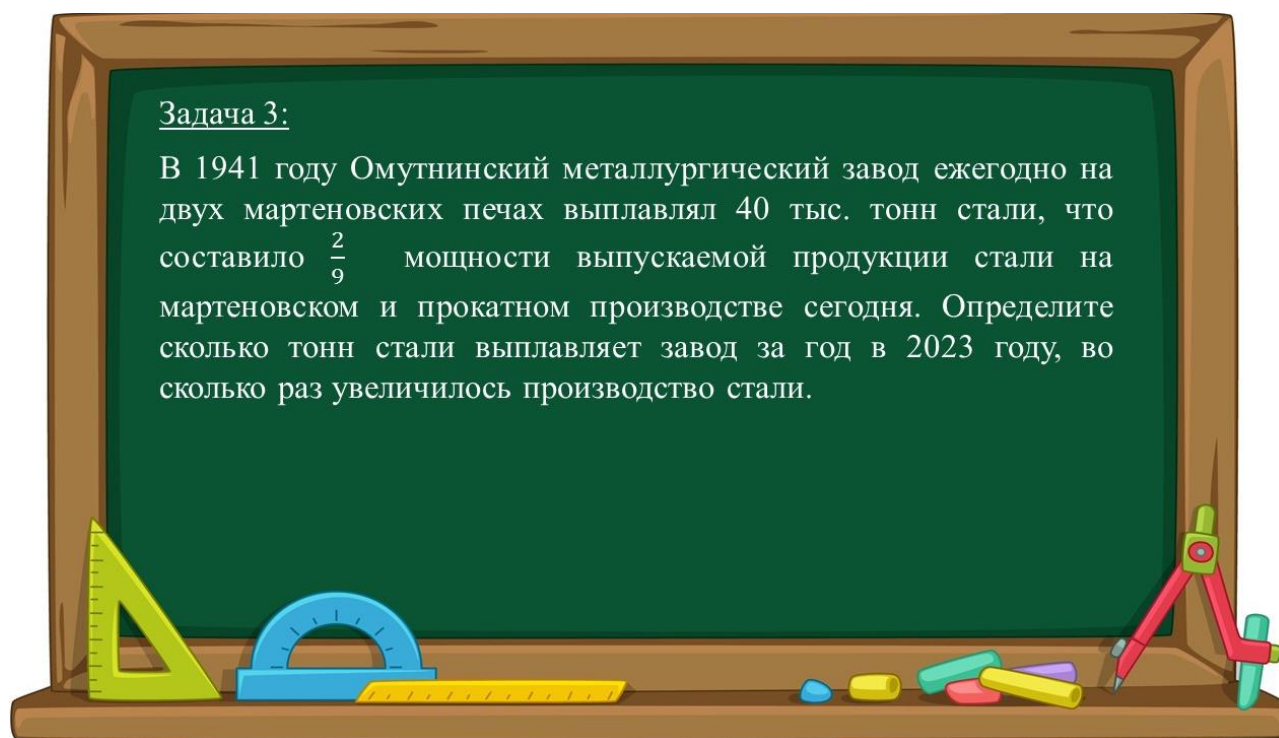 Задача 3:
В 1941 году Омутнинский металлургический завод ежегодно на
двух мартеновских печах выплавлял 40 тыс. тонн стали, что
составило 2/9 мощности выпускаемой продукции стали на
мартеновском и прокатном производстве сегодня. Определите
сколько тонн стали выплавляет завод за год в 2023 году, во
сколько раз увеличилось производство стали.